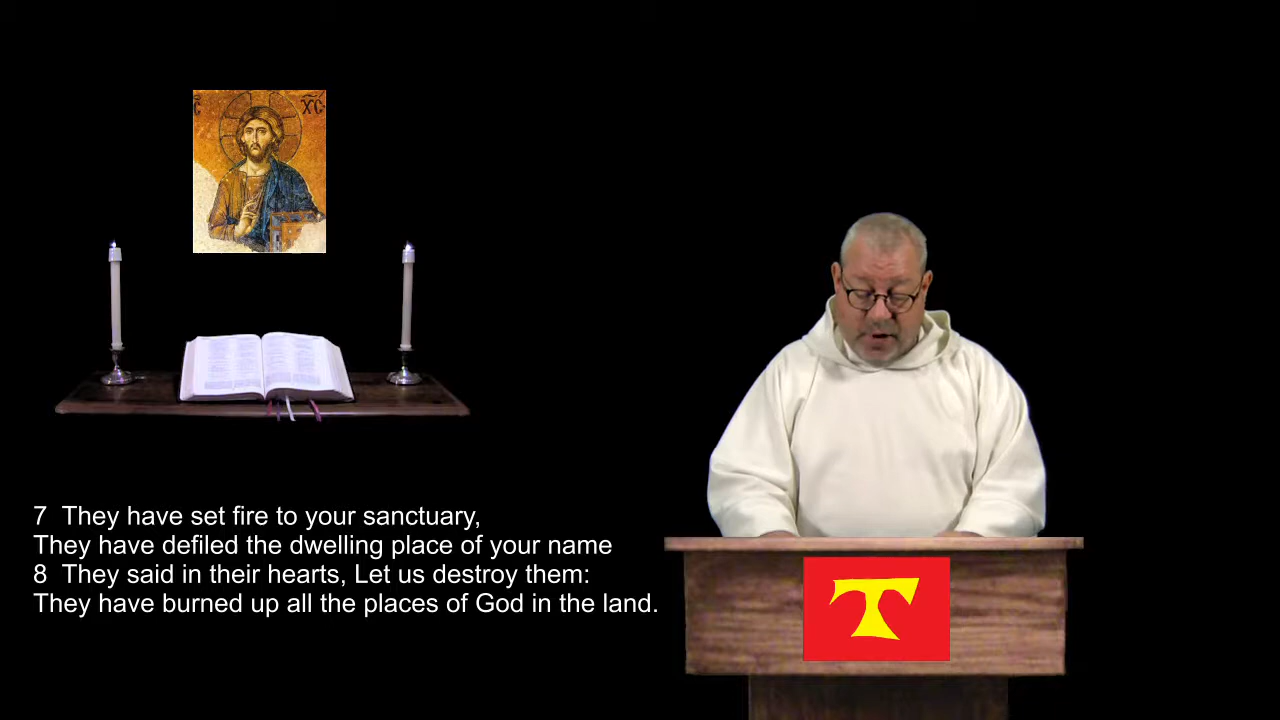 C
XC
7  They have set fire to your sanctuary,
They have defiled the dwelling place of your name
8  They said in their hearts, Let us destroy them:
They have burned up all the places of God in the land.